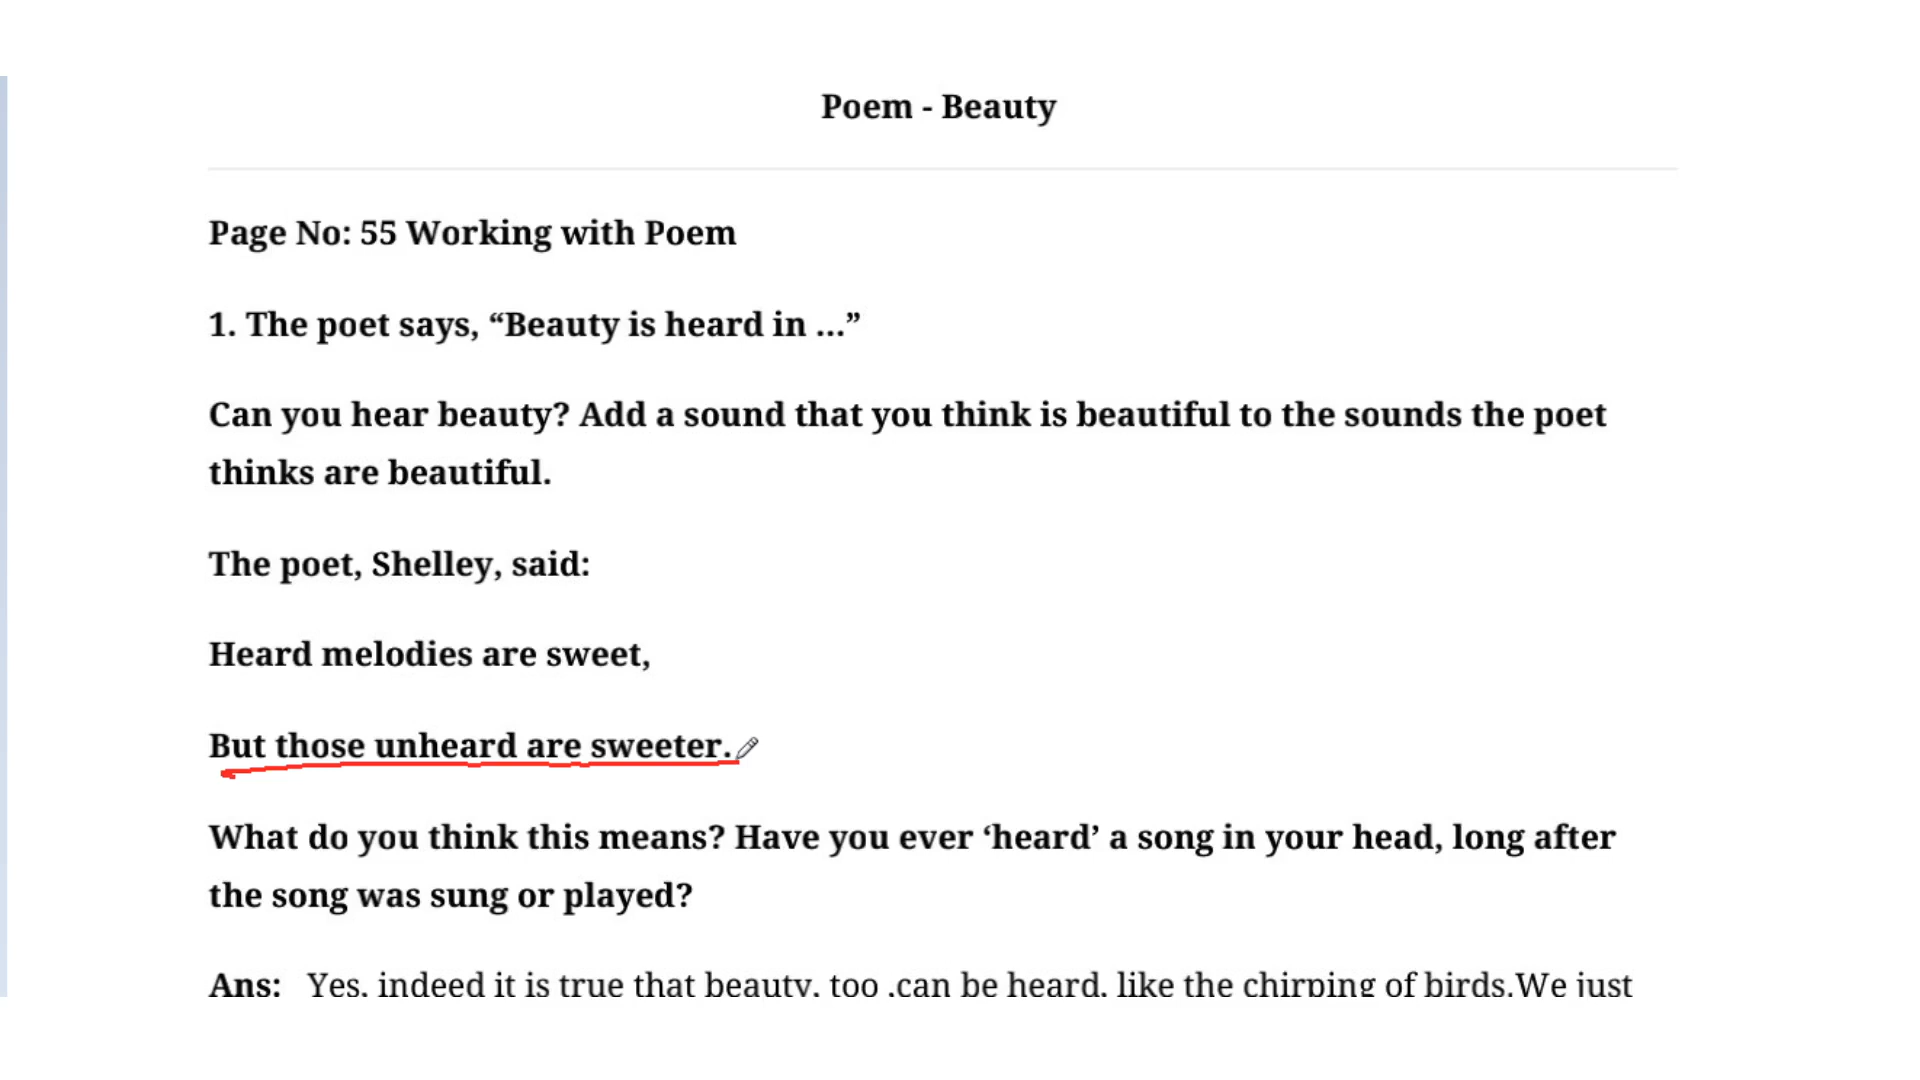 Poem - Beauty
Page No: 55 Working with Poem
1. The poet says, “Beauty is heard in ...”
Can you hear beauty? Add a sound that you think is beautiful to the sounds the poet
thinks are beautiful.
The poet, Shelley, said:
Heard melodies are sweet,
But those unheard are sweeter.
What do you think this means? Have you ever ‘heard’ a song in your head, long after
the song was sung or played?
Ans: Yes, indeed it is true that beauty, too ,can be heard, like the chirping of birds.We just